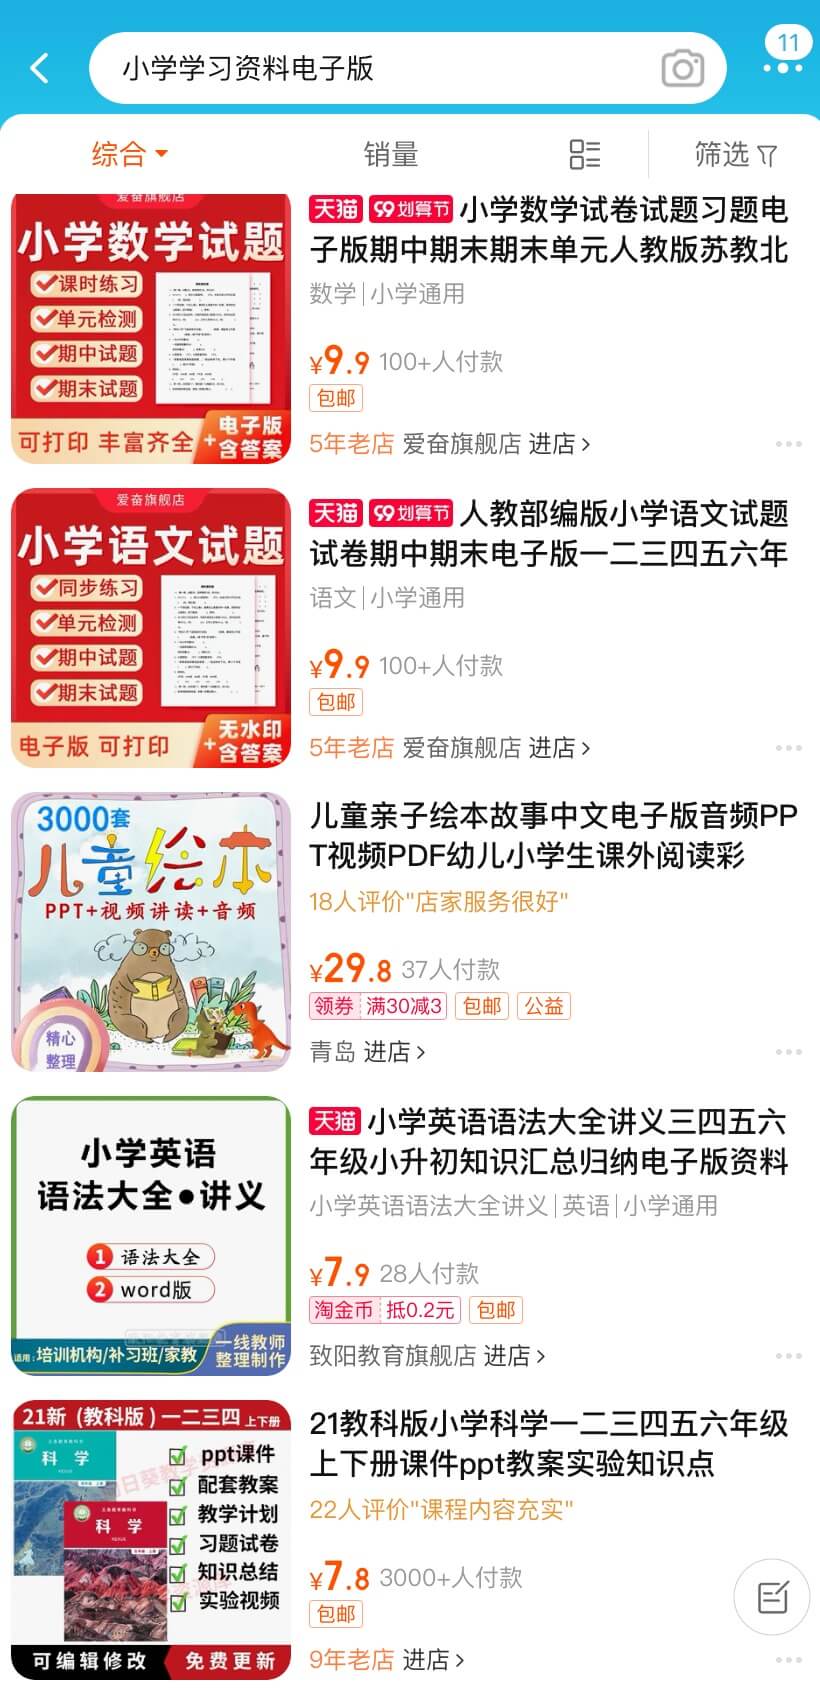 11
小学学习资料电子版
综合
销量
筛选
爱奋旗舰店
小学数学试题
课时练习
单元检测
期中试题
期末试题
可打印 丰富齐全
+
电子版
含答案
天猫 99划算节 小学数学试卷试题习题电
子版期中期末期末单元人教版苏教北
数学|小学通用
¥9.9 100+人付款
包邮
5年老店 爱奋旗舰店 进店>
爱奋旗舰店
小学语文试题
同步练习
单元检测
期中试题
期末试题
电子版 可打印
+
无水印
含答案
天猫 99划算节 人教部编版小学语文试题
试卷期中期末电子版一二三四五六年
语文|小学通用
¥9.9 100+人付款
包邮
5年老店 爱奋旗舰店 进店>
3000套
儿童绘本
PPT+视频讲读+音频
精心
整理
儿童亲子绘本故事中文电子版音频PP
T视频PDF幼儿小学生课外阅读彩
18人评价"店家服务很好"
¥29.8 37人付款
领券 满30减3 包邮 公益
青岛 进店>
小学英语
语法大全•讲义
1 语法大全
2 word版
适用: 培训机构/补习班/家教
一线教师
整理制作
天猫 小学英语语法大全讲义三四五六
年级小升初知识汇总归纳电子版资料
小学英语语法大全讲义|英语|小学通用
¥7.9 28人付款
淘金币 抵0.2元 包邮
致阳教育旗舰店 进店>
21新 (教科版) 一二三四 上下册
科 学
科 学
ppt课件
配套教案
教学计划
习题试卷
知识总结
实验视频
可编辑修改
免费更新
21教科版小学科学一二三四五六年级
上下册课件ppt教案实验知识点
22人评价"课程内容充实"
¥7.8 3000+人付款
包邮
9年老店 进店>